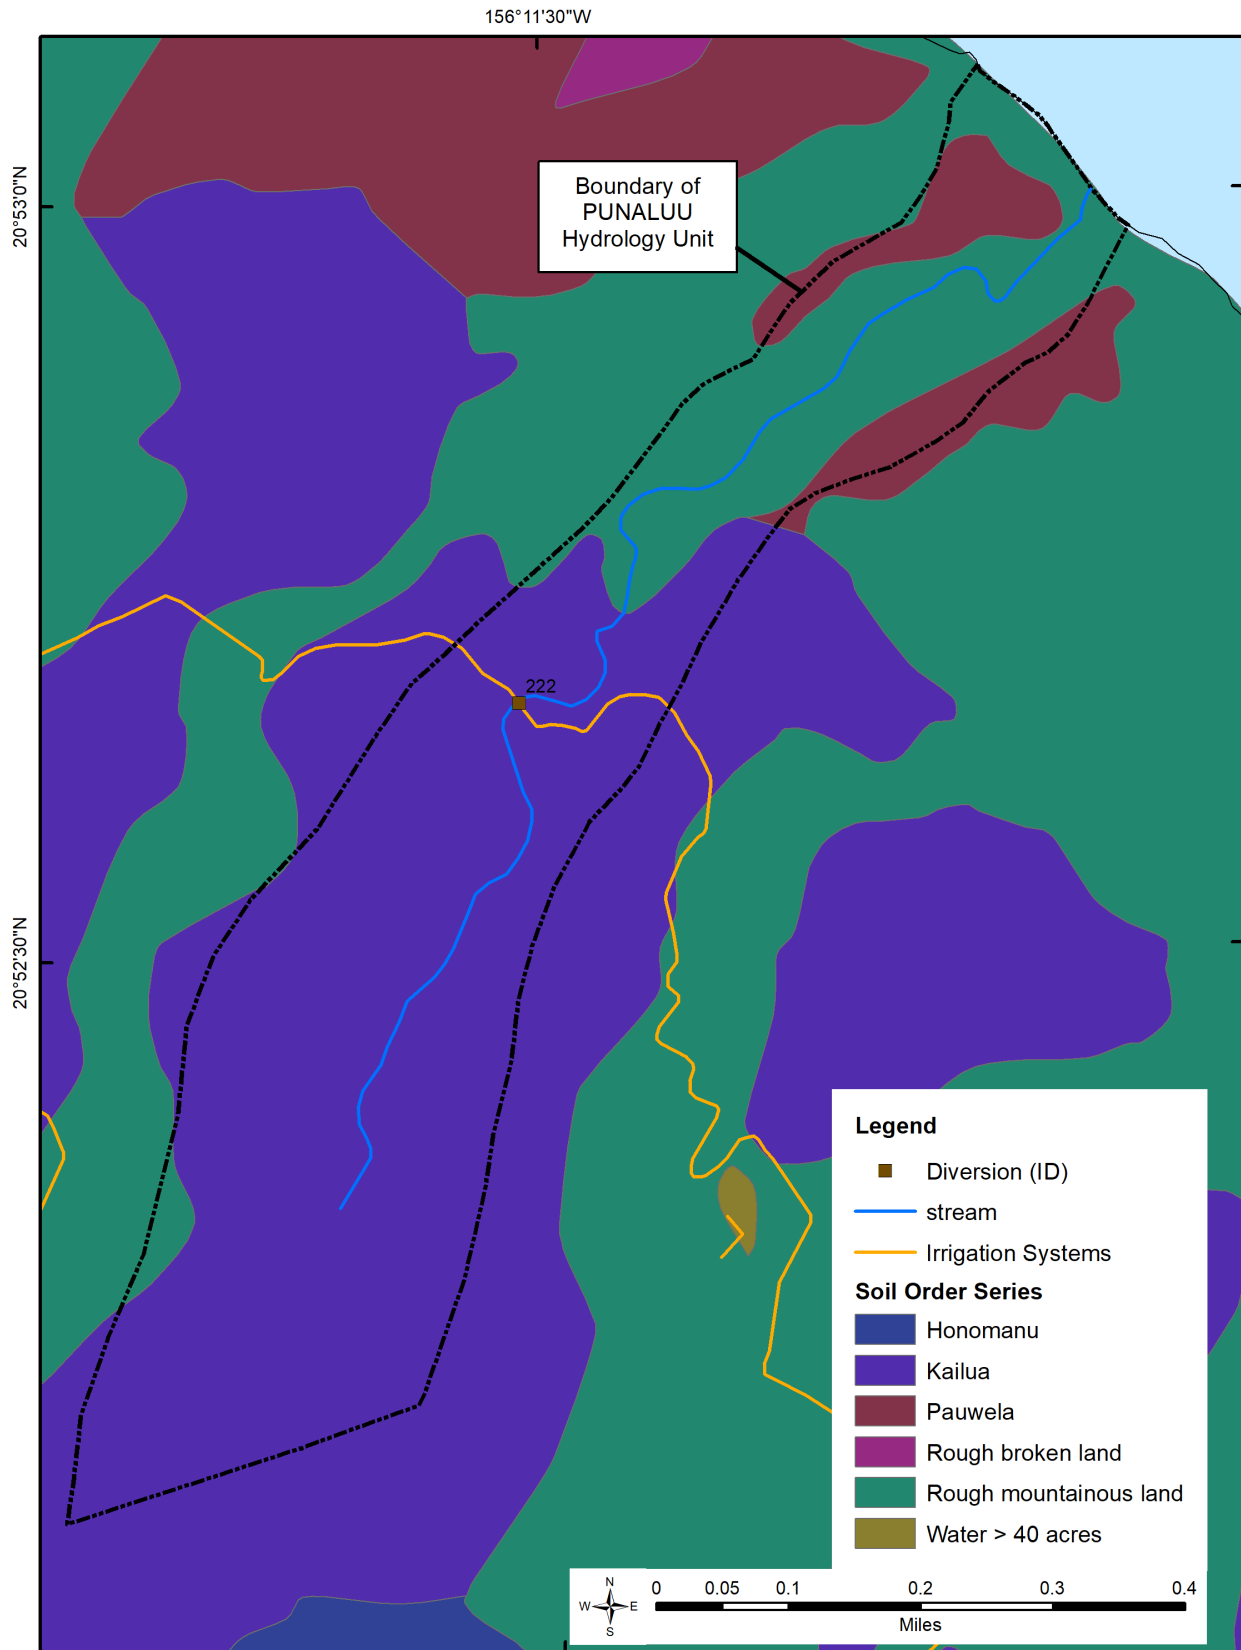 156°11'30"W
20°53'0"N
Boundary of
PUNALUU
Hydrology Unit
222
20°52'30"N
Legend
Diversion (ID)
stream
Irrigation Systems
Soil Order Series
Honomanu
Kailua
Pauwela
Rough broken land
Rough mountainous land
Water > 40 acres
N
W E
S
0 0.05 0.1 0.2 0.3 0.4
Miles